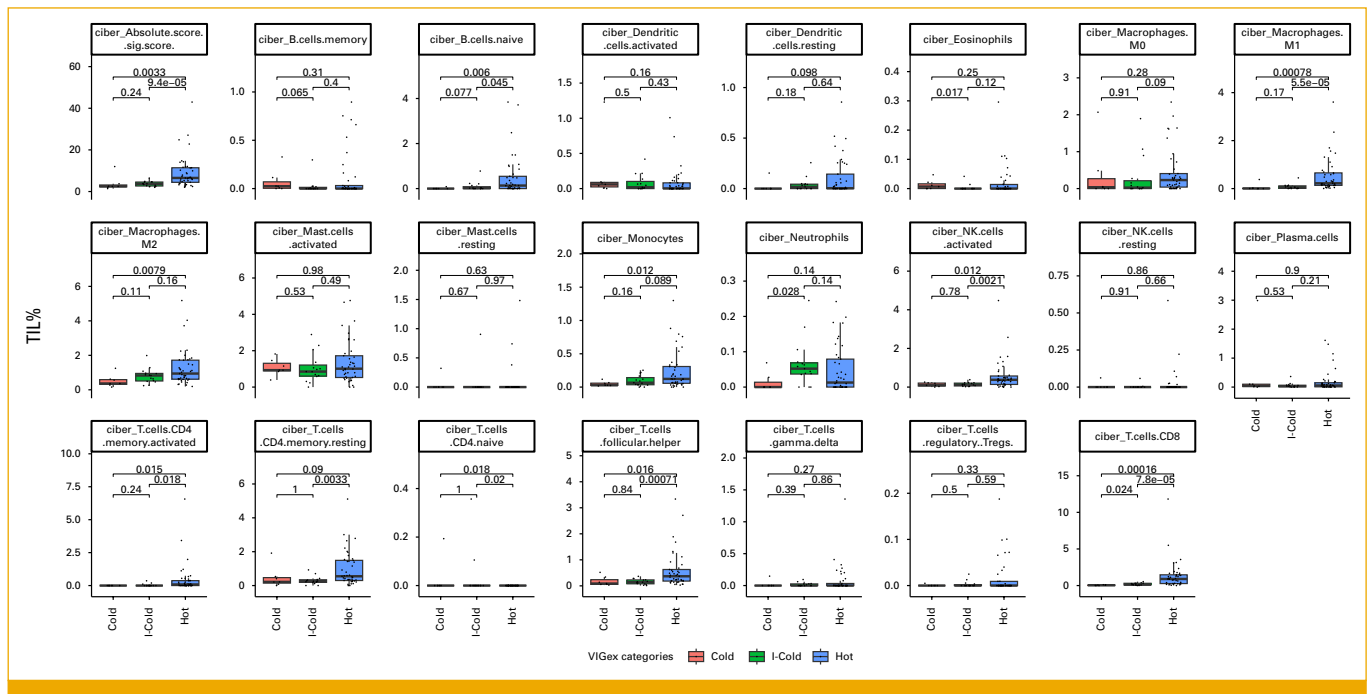 ciber_Absolute.score.
.sig.score.
ciber_B.cells.memory
ciber_B.cells.naive
ciber_Dendritic
.cells.activated
ciber_Dendritic
.cells.resting
ciber_Eosinophils
ciber_Macrophages.
M0
ciber_Macrophages.
M1
60
40
20
0
0.0033
9.4e−05
0.24
1.0
0.5
0.0
0.31
0.4
0.065
4
2
0
0.006
0.045
0.077
1.5
1.0
0.5
0.0
0.16
0.43
0.5
1.0
0.5
0.0
0.098
0.64
0.18
0.4
0.3
0.2
0.1
0.0
0.25
0.12
0.017
3
2
1
0
0.28
0.09
0.91
4
2
0
0.00078
5.5e−05
0.17
TIL%
ciber_Macrophages.
M2
ciber_Mast.cells
.activated
ciber_Mast.cells
.resting
ciber_Monocytes
ciber_Neutrophils
ciber_NK.cells
.activated
ciber_NK.cells
.resting
ciber_Plasma.cells
6
4
2
0
0.0079
0.16
0.11
6
4
2
0
0.98
0.49
0.53
2.0
1.5
1.0
0.5
0.0
0.63
0.97
0.67
2.0
1.5
1.0
0.5
0.0
0.012
0.089
0.16
0.3
0.2
0.1
0.0
0.14
0.14
0.028
6
4
2
0
0.012
0.0021
0.78
0.75
0.50
0.25
0.00
0.86
0.66
0.91
4
3
2
1
0
0.9
0.21
0.53
Cold
I-Cold
Hot
ciber_T.cells.CD4
.memory.activated
ciber_T.cells
.CD4.memory.resting
ciber_T.cells
.CD4.naive
ciber_T.cells
.follicular.helper
ciber_T.cells
.gamma.delta
ciber_T.cells
.regulatory..Tregs.
ciber_T.cells.CD8
10.0
7.5
5.0
2.5
0.0
0.015
0.018
0.24
6
4
2
0
0.09
0.0033
1
0.4
0.2
0.0
0.018
0.02
1
5
4
3
2
1
0
0.016
0.00071
0.84
2.0
1.5
1.0
0.5
0.0
0.27
0.86
0.39
0.2
0.1
0.0
0.33
0.59
0.5
15
10
5
0
0.00016
7.8e−05
0.024
Cold
I-Cold
Hot
Cold
I-Cold
Hot
Cold
I-Cold
Hot
Cold
I-Cold
Hot
Cold
I-Cold
Hot
Cold
I-Cold
Hot
Cold
I-Cold
Hot
VIGex categories
Cold
I-Cold
Hot